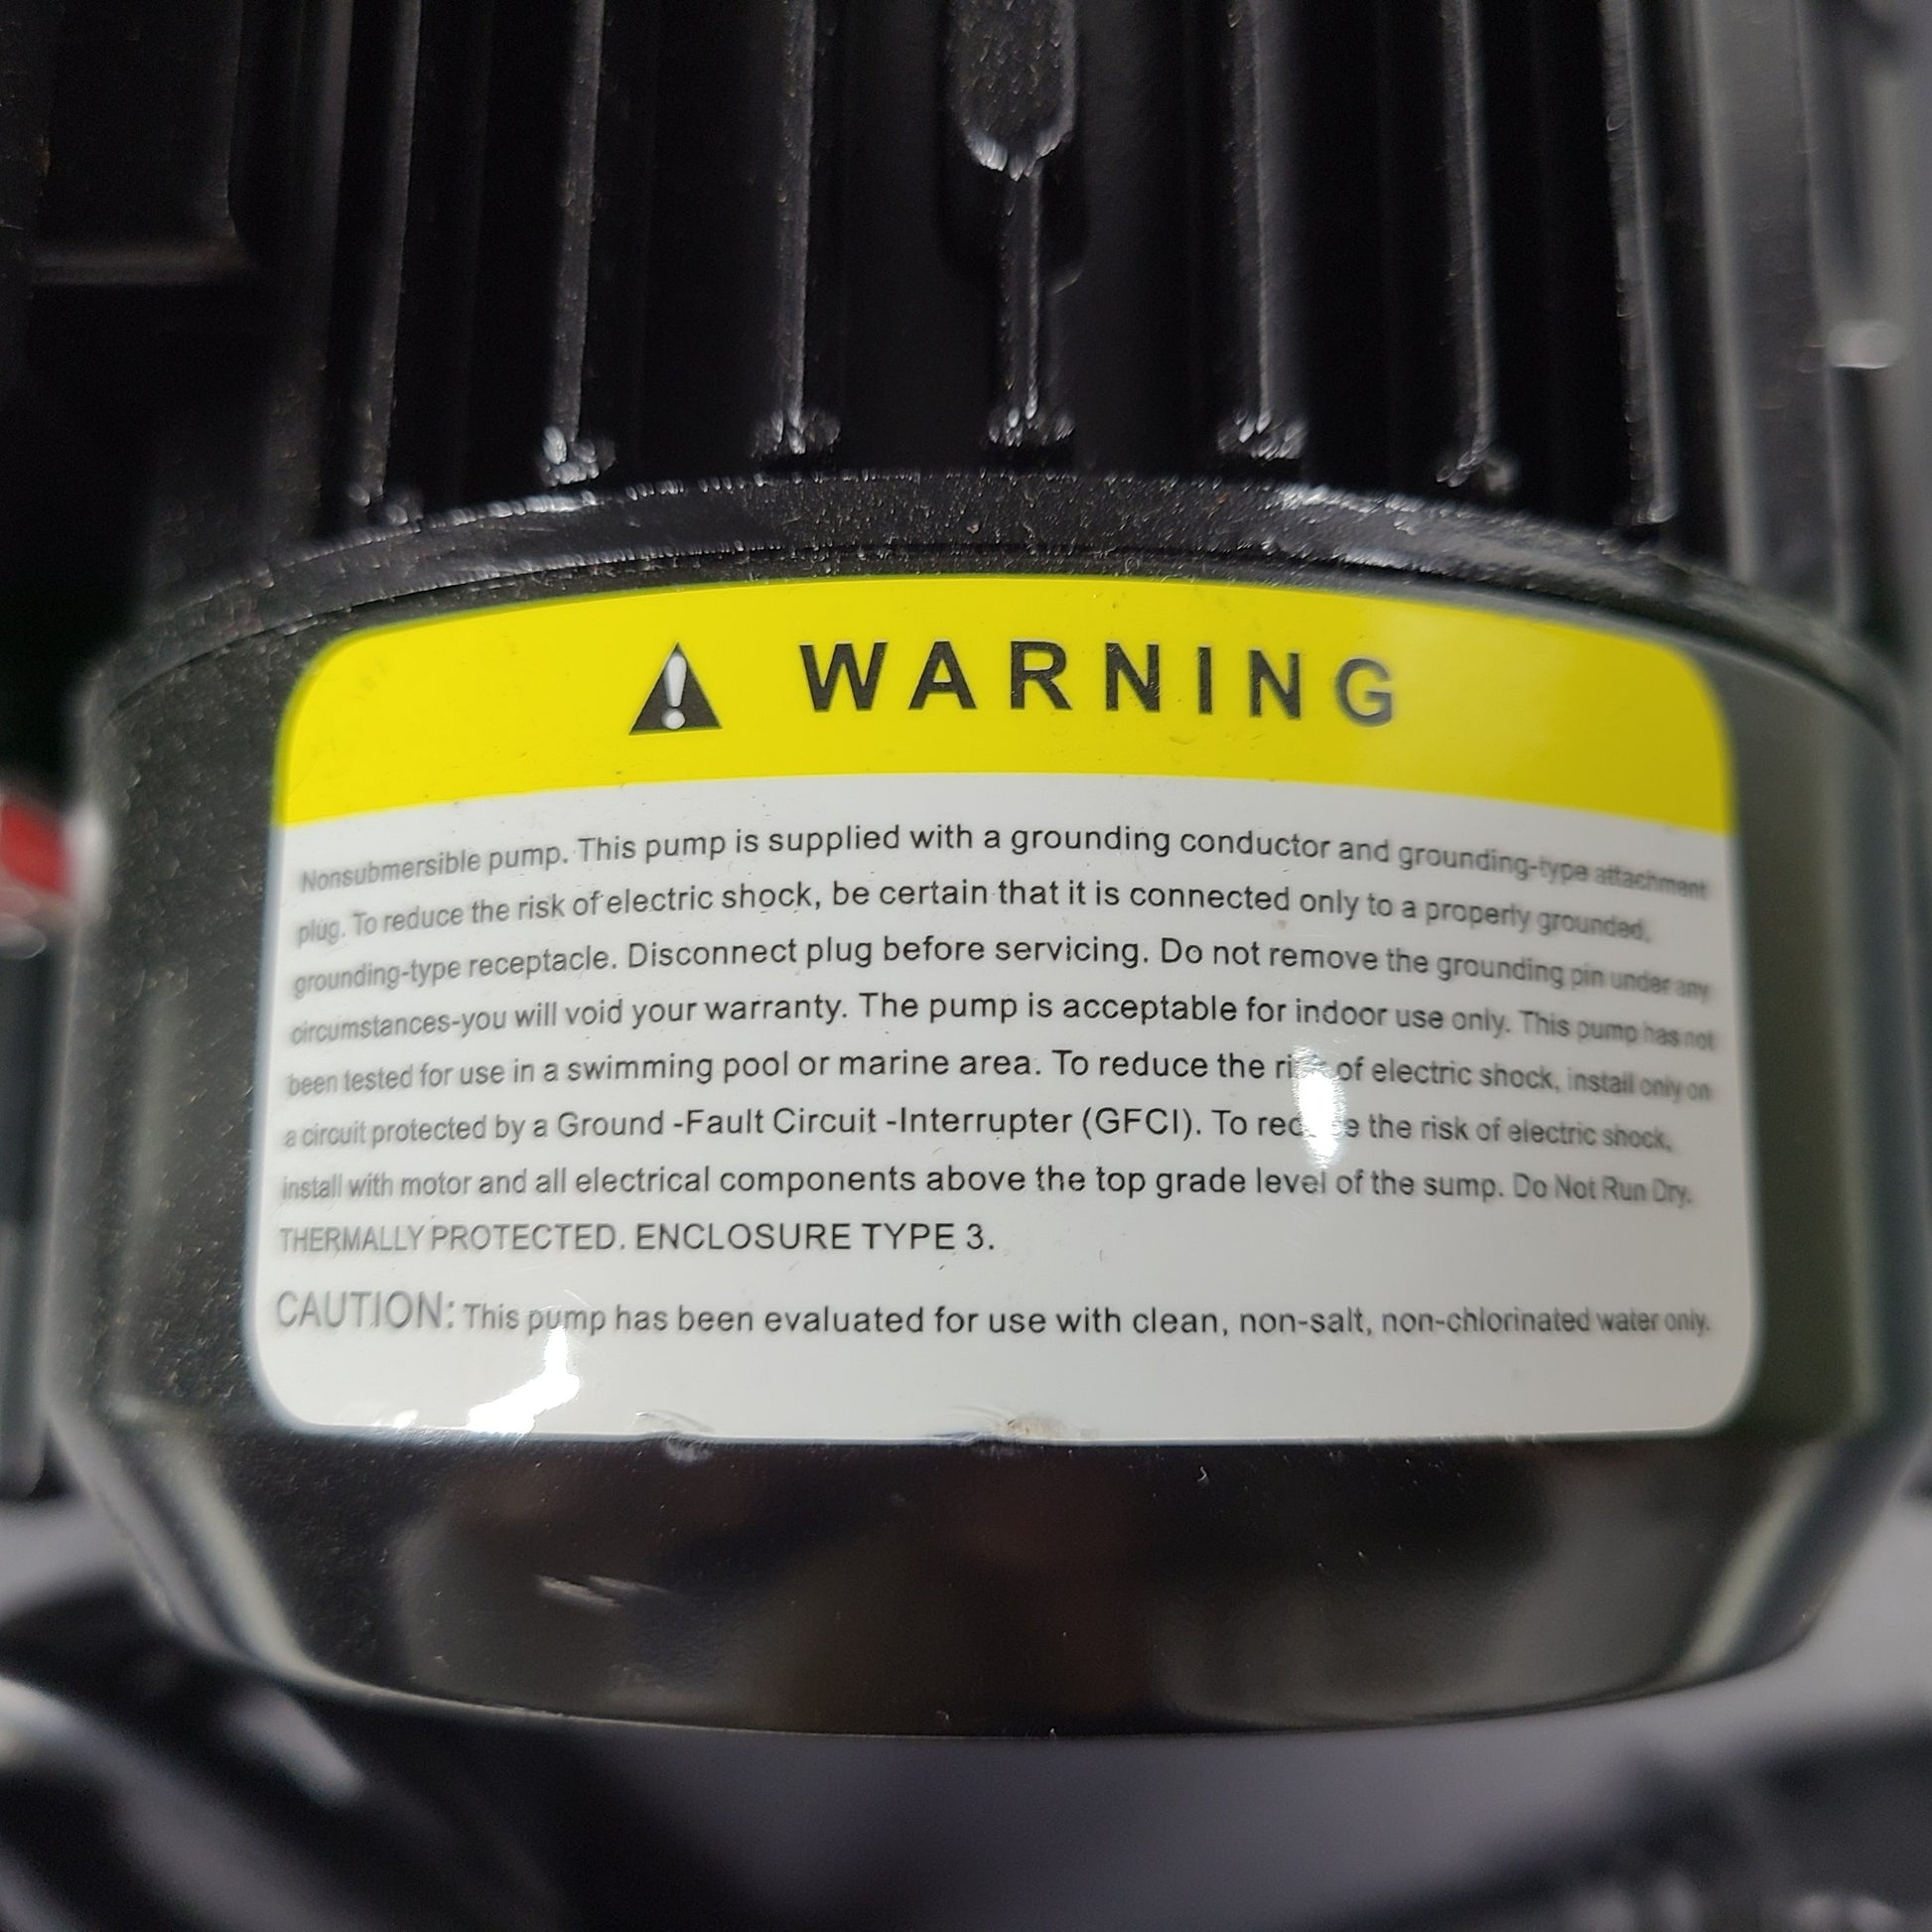 WARNING
Nonsubmersible pump. This pump is supplied with a grounding conductor and grounding-type attachment
plug. To reduce the risk of electric shock, be certain that it is connected only to a properly grounded,
grounding-type receptacle. Disconnect plug before servicing. Do not remove the grounding pin under any
circumstances-you will void your warranty. The pump is acceptable for indoor use only. This pump has not
been tested for use in a swimming pool or marine area. To reduce the risk of electric shock, install only on
a circuit protected by a Ground -Fault Circuit -Interrupter (GFCI). To reduce the risk of electric shock,
install with motor and all electrical components above the top grade level of the sump. Do Not Run Dry.
THERMALLY PROTECTED. ENCLOSURE TYPE 3.
CAUTION: This pump has been evaluated for use with clean, non-salt, non-chlorinated water only.